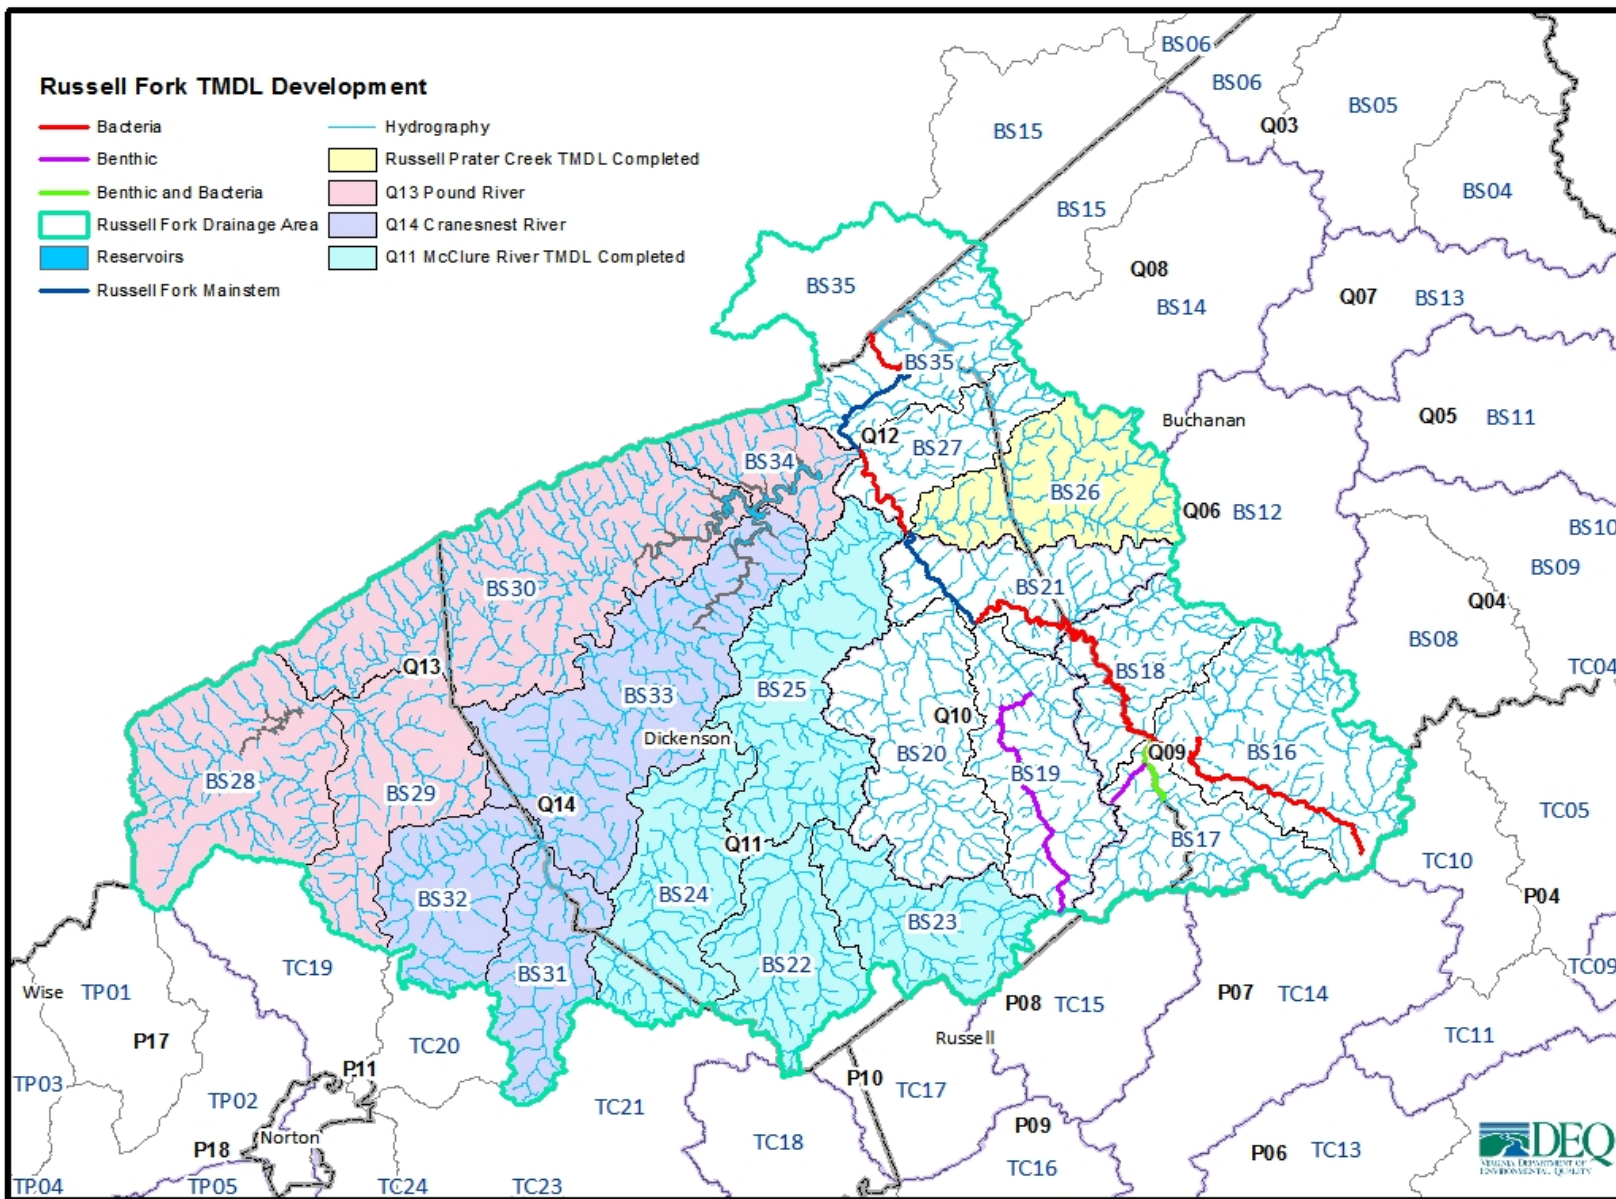 Russell Fork TMDL Development
Bacteria
Hydrography
Benthic
Russell Prater Creek TMDL Completed
Benthic and Bacteria
Q13 Pound River
Russell Fork Drainage Area
Q14 Cranesnest River
Reservoirs
Q11 McClure River TMDL Completed
Russell Fork Mainstem
BS06
BS06
BS05
BS15
Q03
BS04
BS15
Q08
BS35
Q07
BS13
BS14
BS35
Q05
BS11
Buchanan
Q12
BS27
BS34
BS26
Q06
BS12
BS10
BS09
BS30
BS21
Q04
BS08
Q13
TC04
BS18
BS33
BS25
Q10
Dickenson
BS20
Q09
BS16
BS19
BS28
BS29
Q14
TC05
BS17
Q11
TC10
BS32
BS24
P04
BS23
TC19
BS31
BS22
TC09
Wise
TP01
P08
TC15
P07
TC14
P17
Russell
TC11
TC20
P11
TP03
P10
TC17
TP02
TC21
P09
Norton
TC18
P18
P06
TC13
TC16
TP04
TP05
TC24
TC23
DEQ
VIRGINIA DEPARTMENT OF
ENVIRONMENTAL QUALITY